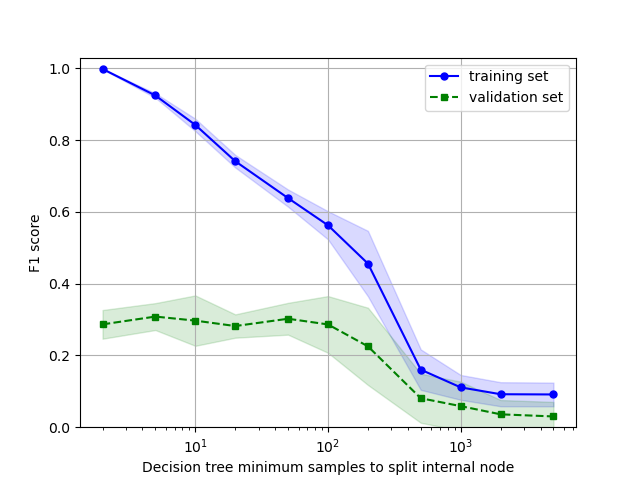 1.0
0.8
0.6
0.4
0.2
0.0
F1 score
training set
validation set
10¹
10²
10³
Decision tree minimum samples to split internal node